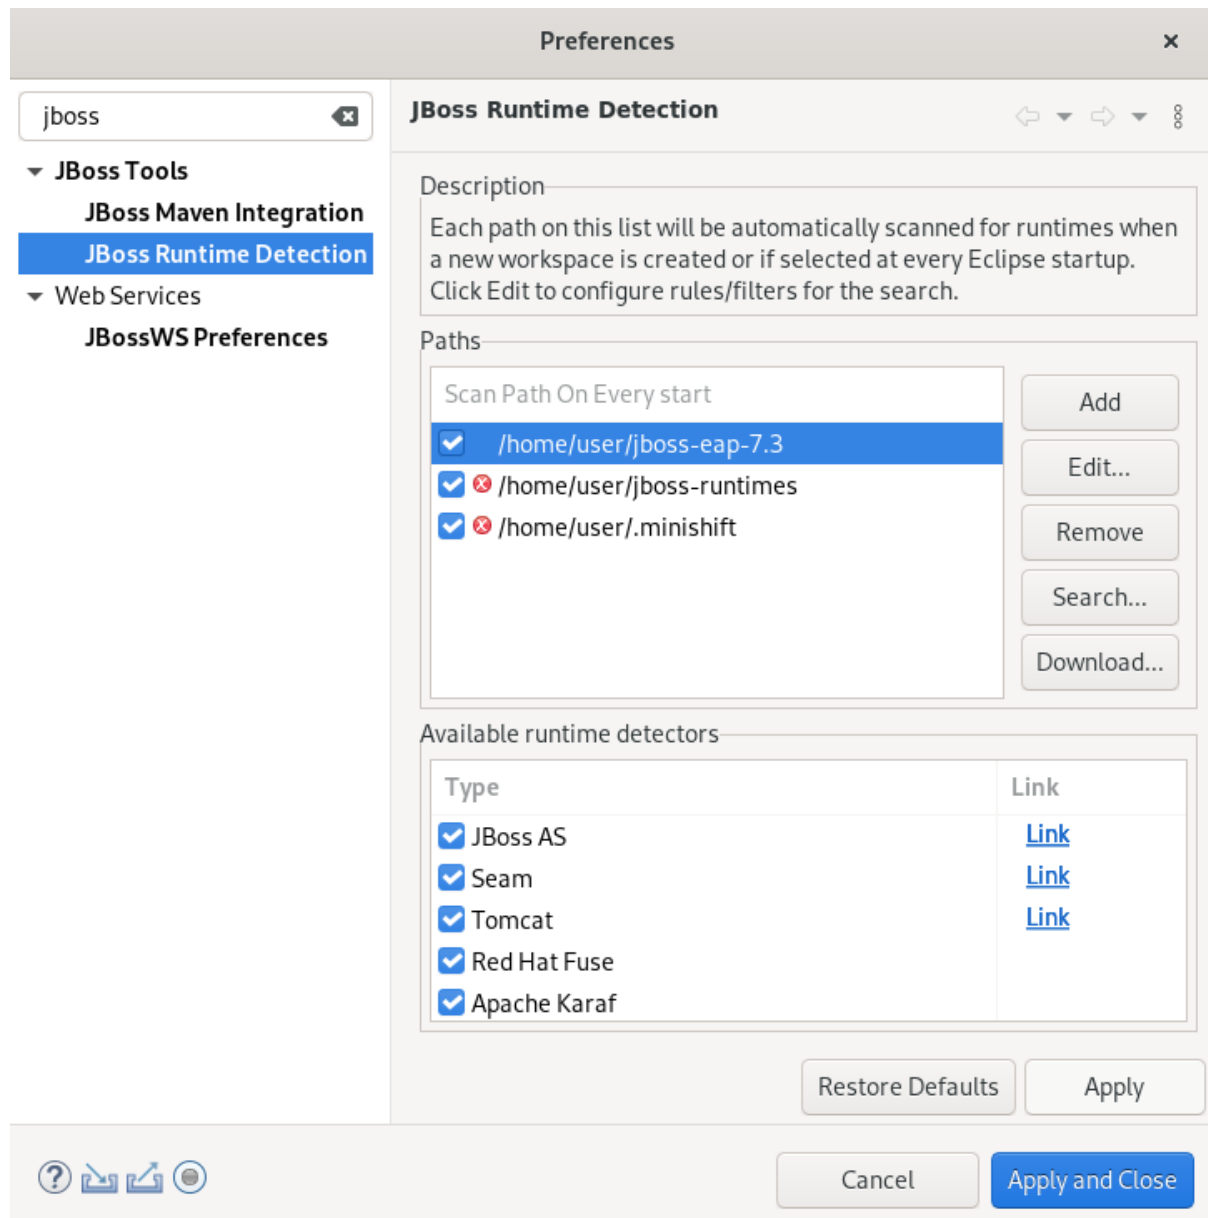 Preferences
jboss
JBoss Runtime Detection
JBoss Tools
JBoss Maven Integration
JBoss Runtime Detection
Web Services
JBossWS Preferences
Description
Each path on this list will be automatically scanned for runtimes when
a new workspace is created or if selected at every Eclipse startup.
Click Edit to configure rules/filters for the search.
Paths
Scan Path On Every start
/home/user/jboss-eap-7.3
/home/user/jboss-runtimes
/home/user/.minishift
Add
Edit...
Remove
Search...
Download...
Available runtime detectors
Type Link
JBoss AS Link
Seam Link
Tomcat Link
Red Hat Fuse
Apache Karaf
Restore Defaults Apply
? Cancel Apply and Close